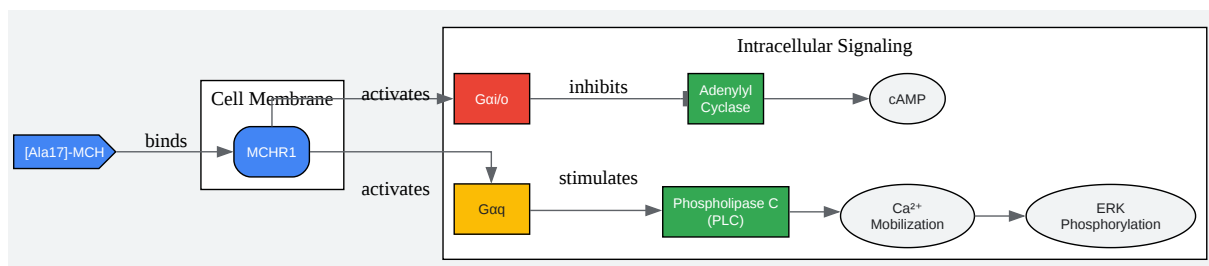 Intracellular Signaling
Cell Membrane
activates
Gαi/o
inhibits
Adenylyl
Cyclase
cAMP
[Ala17]-MCH
binds
MCHR1
activates
Gαq
stimulates
Phospholipase C
(PLC)
Ca²⁺
Mobilization
ERK
Phosphorylation